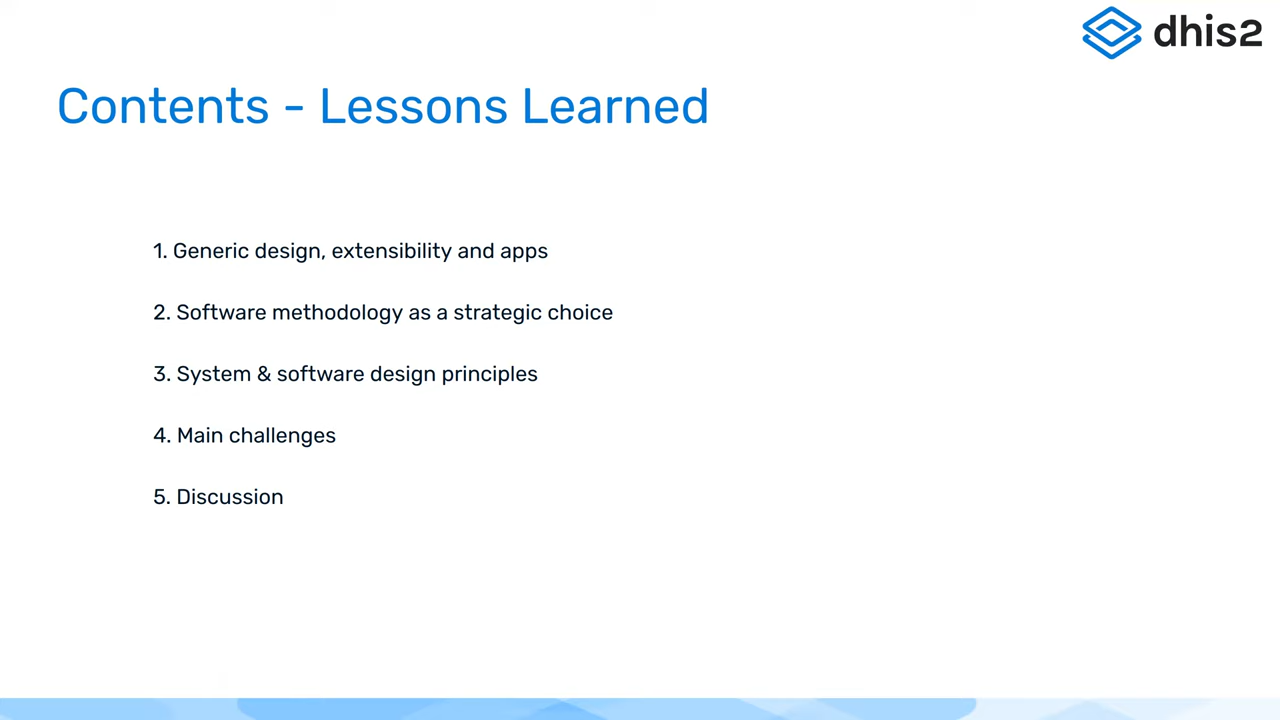 dhis2
Contents - Lessons Learned
1. Generic design, extensibility and apps
2. Software methodology as a strategic choice
3. System & software design principles
4. Main challenges
5. Discussion